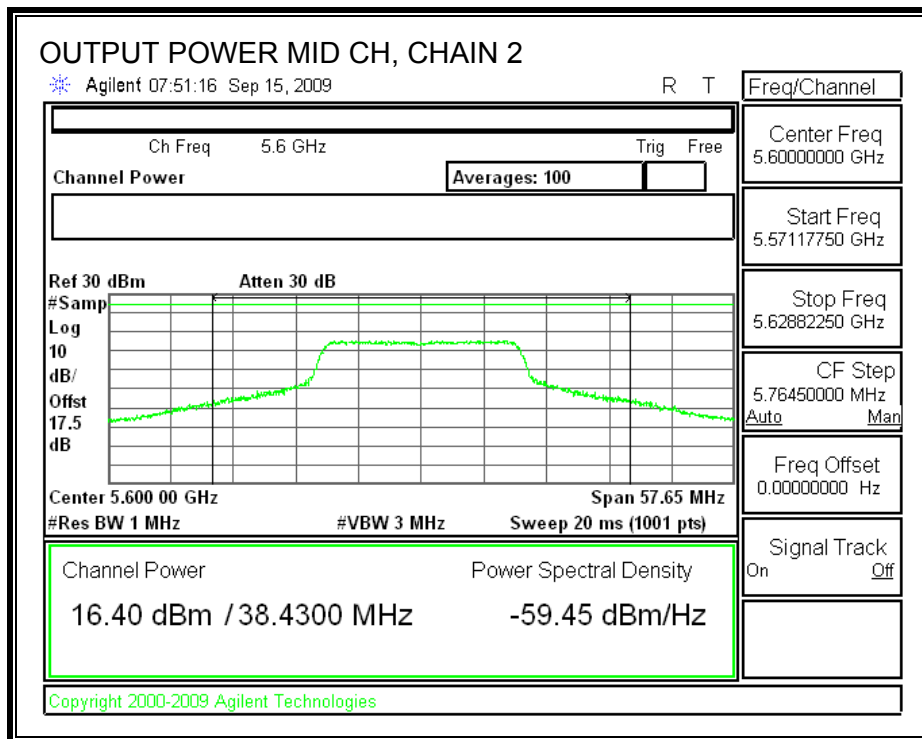 OUTPUT POWER MID CH, CHAIN 2
Agilent 07:51:16 Sep 15, 2009 R T
Freq/Channel
Ch Freq 5.6 GHz Trig Free
Channel Power Averages: 100
Center Freq
5.60000000 GHz
Start Freq
5.57117750 GHz
Stop Freq
5.62882250 GHz
CF Step
5.76450000 MHz
Auto Man
Freq Offset
0.00000000 Hz
Signal Track
On Off
Ref 30 dBm Atten 30 dB
#Samp
Log
10
dB/
Offst
17.5
dB
Center 5.600 00 GHz Span 57.65 MHz
#Res BW 1 MHz #VBW 3 MHz Sweep 20 ms (1001 pts)
Channel Power Power Spectral Density
16.40 dBm / 38.4300 MHz -59.45 dBm/Hz
Copyright 2000-2009 Agilent Technologies